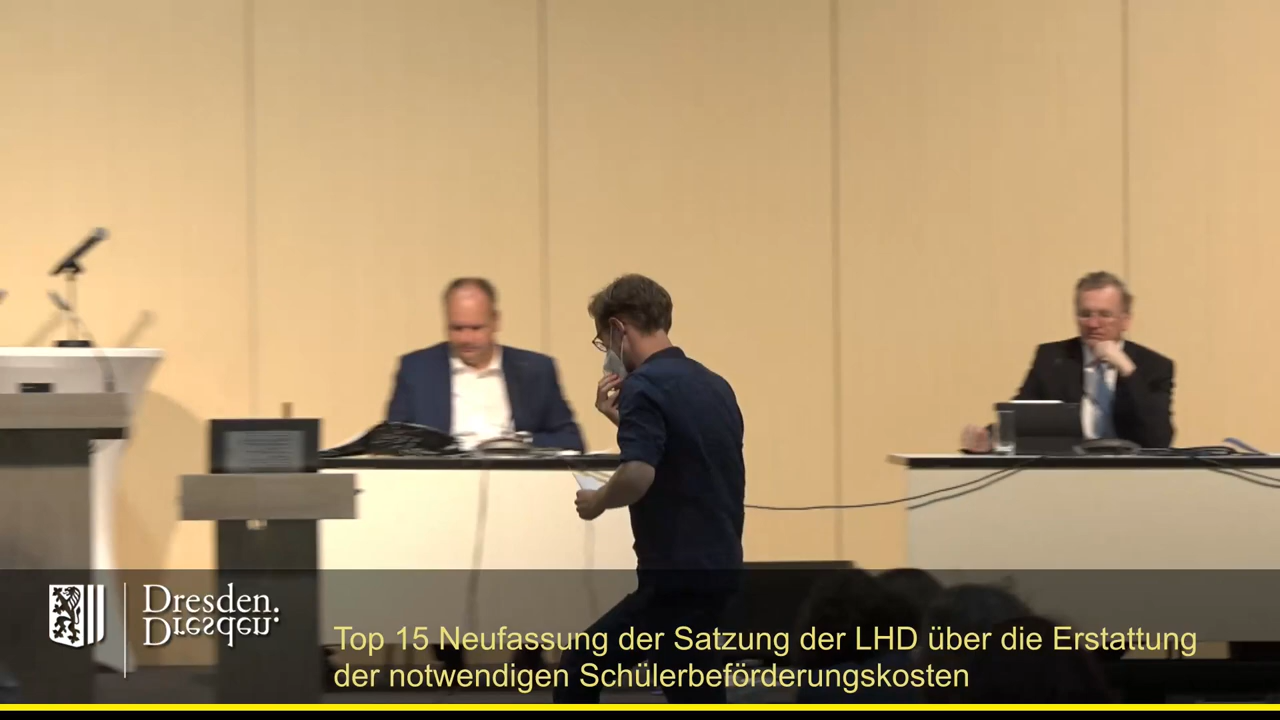 Dresden.
Dresden.
Top 15 Neufassung der Satzung der LHD über die Erstattung
der notwendigen Schülerbeförderungskosten